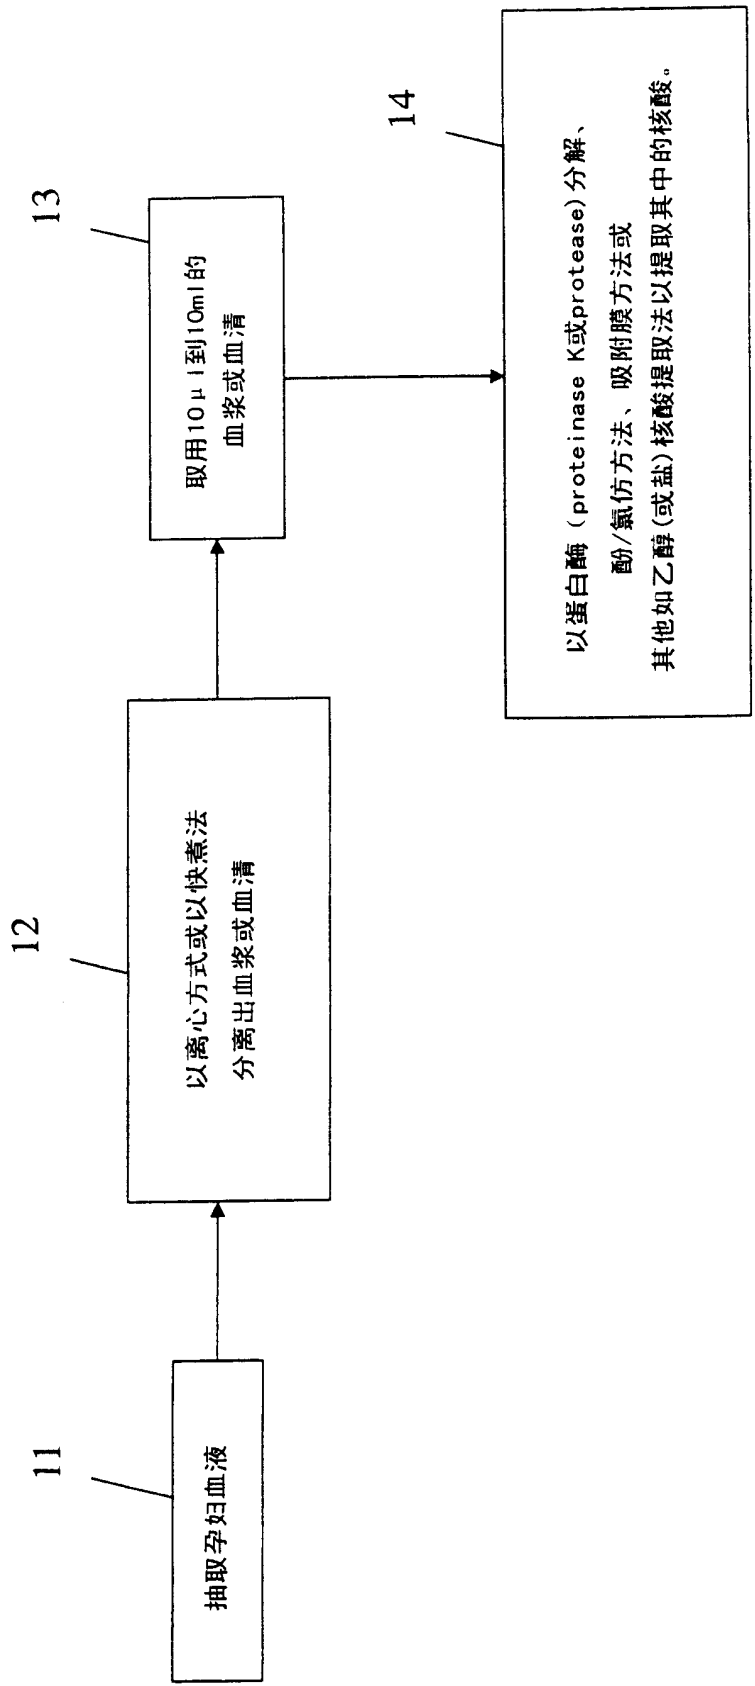 11
抽取孕妇血液
12
以离心方式或以快煮法
分离出血浆或血清
13
取用10μl到10ml的
血浆或血清
14
以蛋白酶(proteinase K或protease)分解、
酚/氯仿方法、吸附膜方法或
其他如乙醇(或盐)核酸提取法以提取其中的核酸。